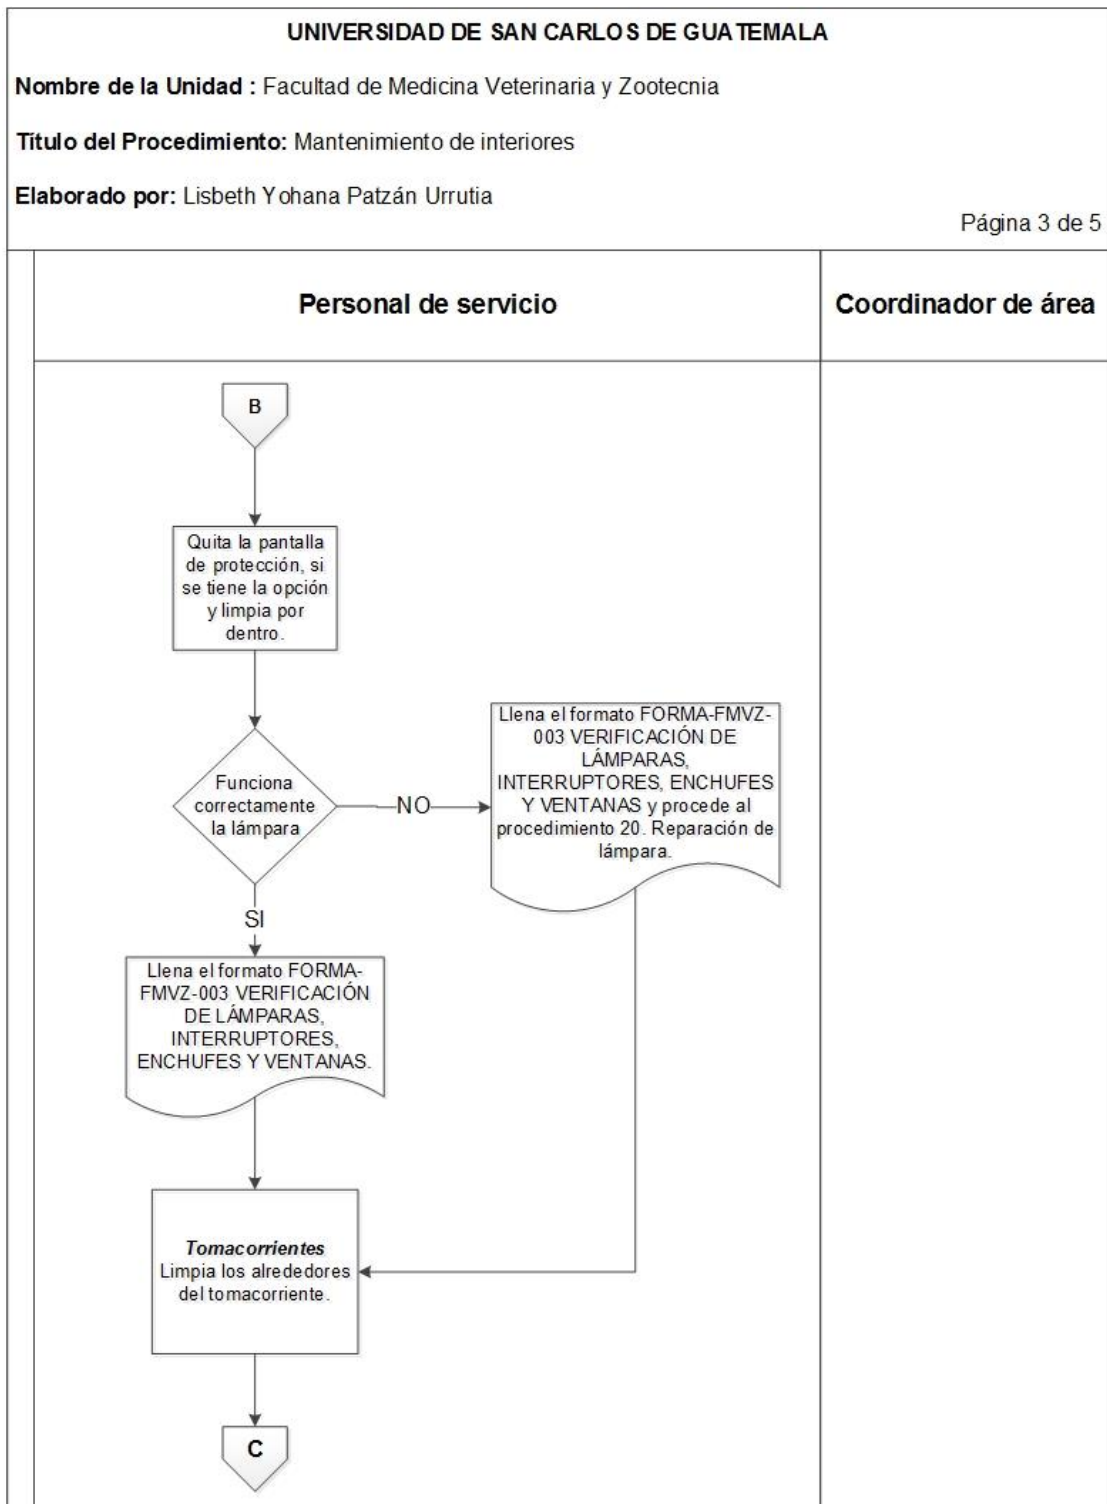 UNIVERSIDAD DE SAN CARLOS DE GUATEMALA
Nombre de la Unidad : Facultad de Medicina Veterinaria y Zootecnia
Título del Procedimiento: Mantenimiento de interiores
Elaborado por: Lisbeth Yohana Patzán Urrutia
Página 3 de 5
Personal de servicio
Coordinador de área
B
Quita la pantalla
de protección, si
se tiene la opción
y limpia por
dentro.
Funciona
correctamente
la lámpara
NO
Llena el formato FORMA-FMVZ-
003 VERIFICACIÓN DE
LÁMPARAS,
INTERRUPTORES, ENCHUFES
Y VENTANAS y procede al
procedimiento 20. Reparación de
lámpara.
SI
Llena el formato FORMA-
FMVZ-003 VERIFICACIÓN
DE LÁMPARAS,
INTERRUPTORES,
ENCHUFES Y VENTANAS.
Tomacorrientes
Limpia los alrededores
del tomacorriente.
C